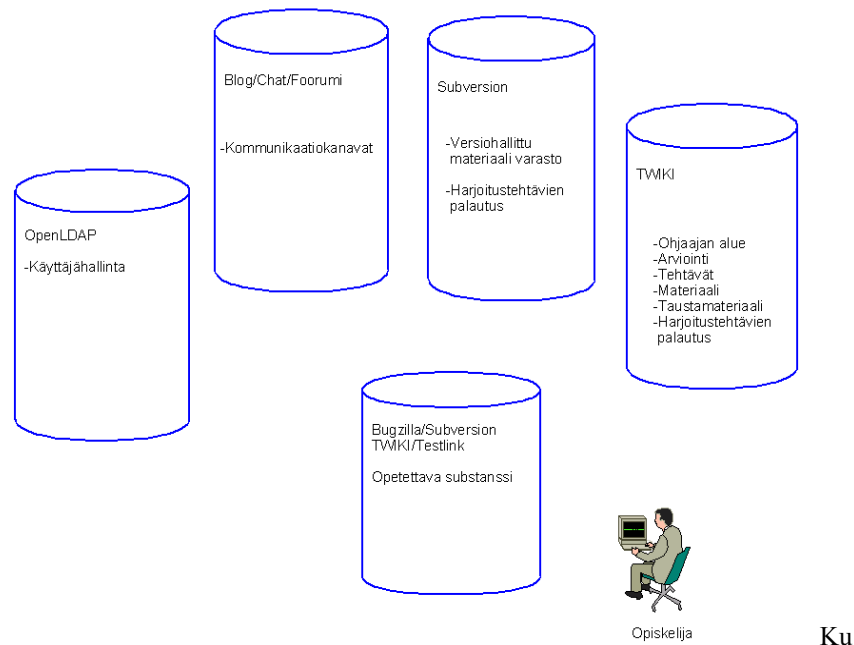 Blog/Chat/Foorumi
-Kommunikaatiokanavat
Subversion
-Versiohallittu
materiaali varasto
-Harjoitustehtävien
palautus
TWIKI
-Ohjaajan alue
-Arviointi
-Tehtävät
-Materiaali
-Taustamateriaali
-Harjoitustehtävien
palautus
OpenLDAP
-Käyttäjähallinta
Bugzilla/Subversion
TWIKI/Testlink
Opetettava substanssi
Opiskelija
Ku